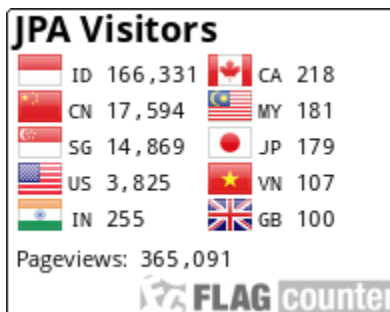 JPA Visitors
ID 166,331 CA 218
CN 17,594 MY 181
SG 14,869 JP 179
US 3,825 VN 107
IN 255 GB 100
Pageviews: 365,091
FLAG counter